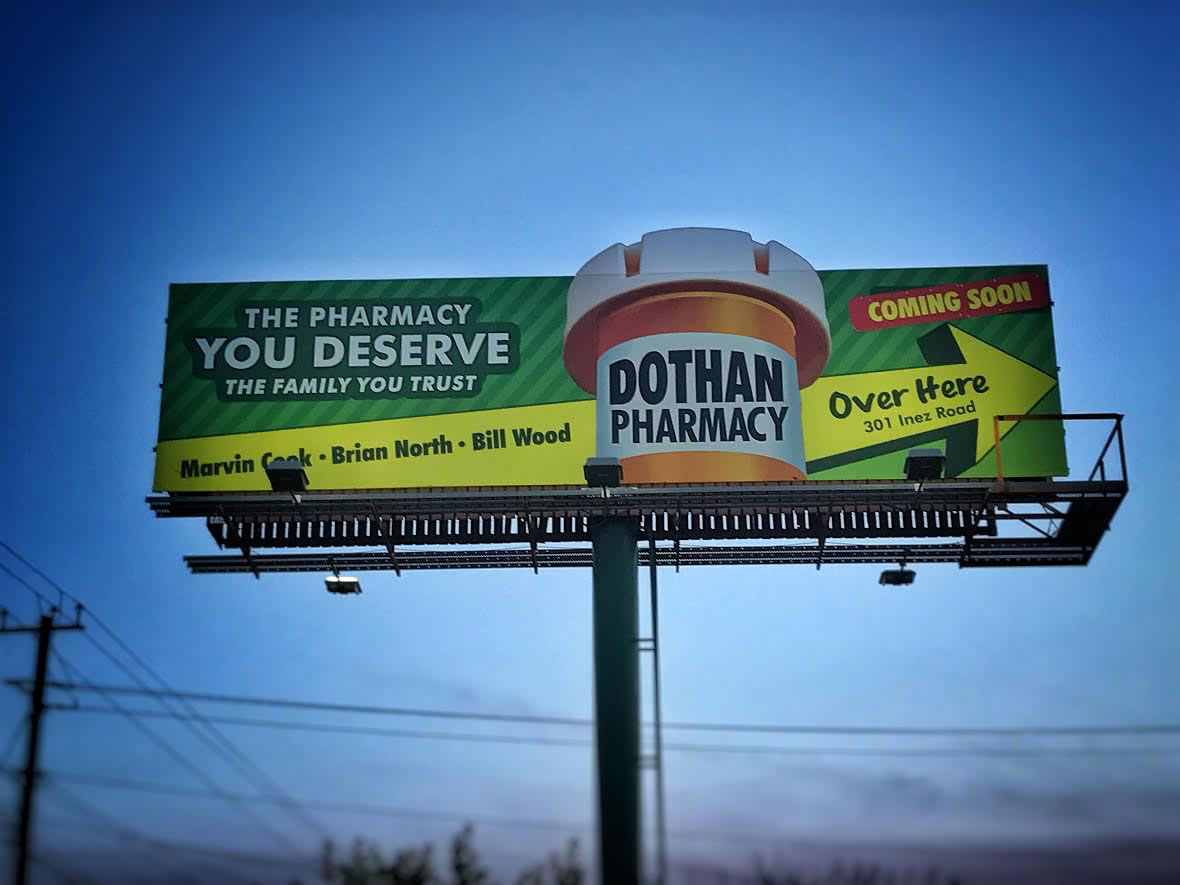 THE PHARMACY
YOU DESERVE
THE FAMILY YOU TRUST
Marvin Cook • Brian North • Bill Wood
DOTHAN
PHARMACY
COMING SOON
Over Here
301 Inez Road